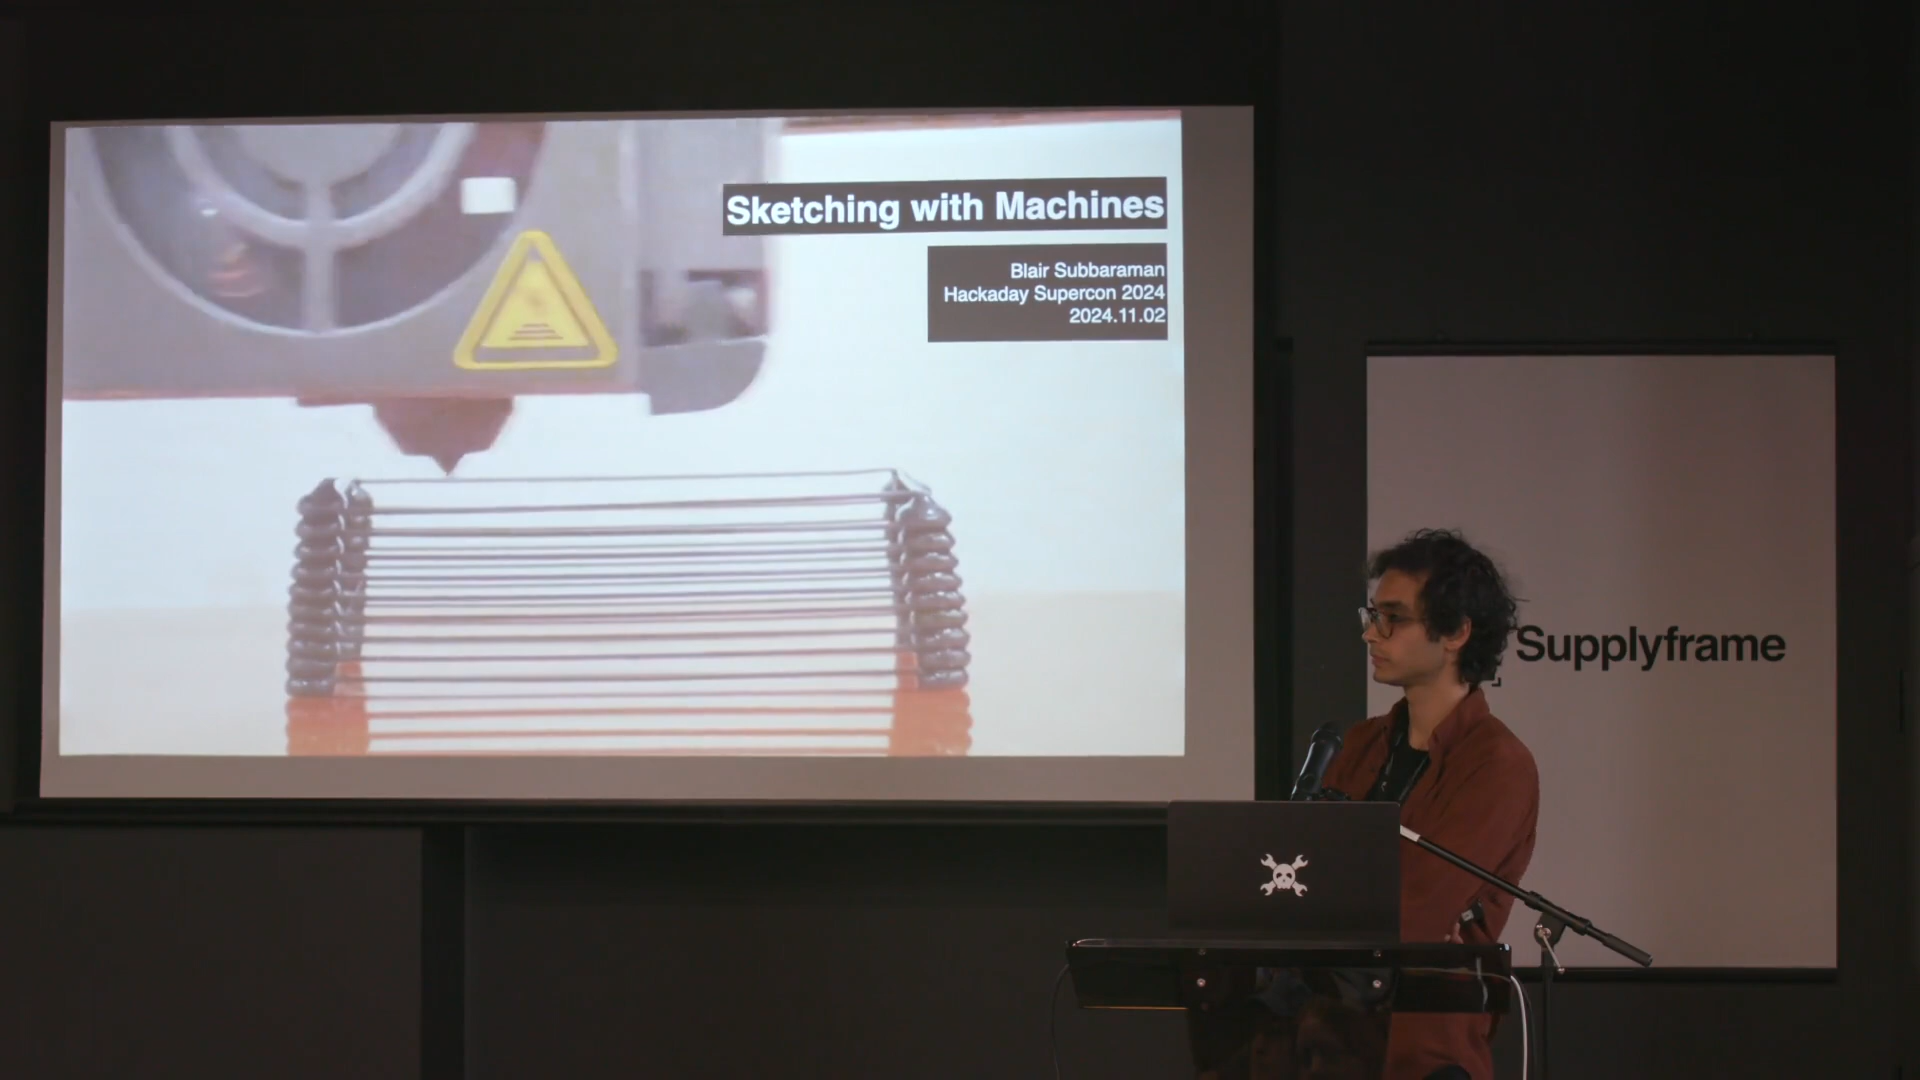 Sketching with Machines
Blair Subbaraman
Hackaday Supercon 2024
2024.11.02
Supplyframe